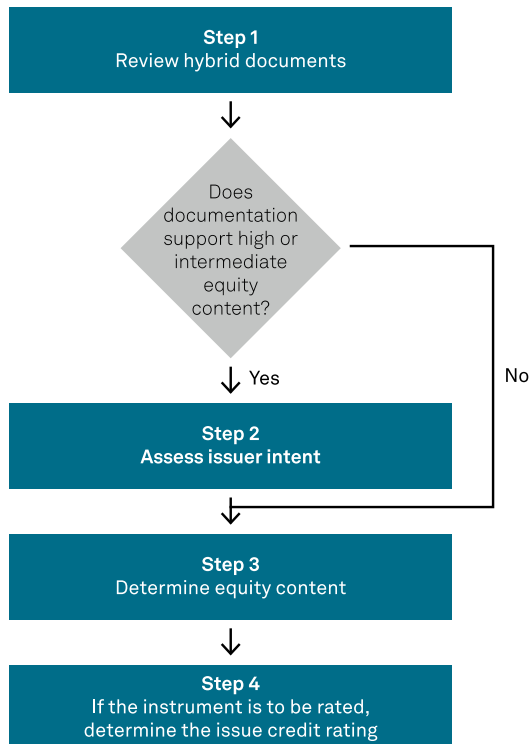 Step 1
Review hybrid documents
Does
documentation
support high or
intermediate
equity
content?
No
Yes
Step 2
Assess issuer intent
Step 3
Determine equity content
Step 4
If the instrument is to be rated,
determine the issue credit rating